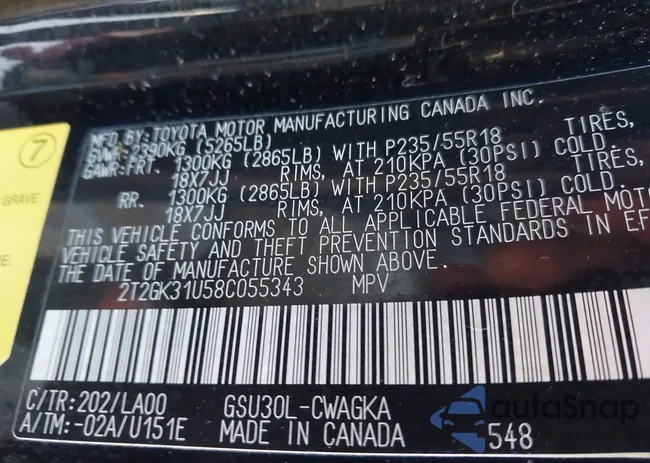 MFD.BY:TOYOTA MOTOR MANUFACTURING CANADA INC.
GVWR:2390KG (5265LB)
GAWR:FRT. 1300KG (2865LB) WITH P235/55R18 TIRES,
18X7JJ RIMS, AT 210KPA (30PSI) COLD.
RR. 1300KG (2865LB) WITH P235/55R18 TIRES,
18X7JJ RIMS, AT 210KPA (30PSI) COLD.
THIS VEHICLE CONFORMS TO ALL APPLICABLE FEDERAL MOTO
VEHICLE SAFETY AND THEFT PREVENTION STANDARDS IN EF
THE DATE OF MANUFACTURE SHOWN ABOVE.
2T2GK31U58C055343 MPV
C/TR:202/LA00 GSU30L-CWAGKA
A/TM:-02A/U151E MADE IN CANADA 548
7
GRAVE
E.
autoSnap